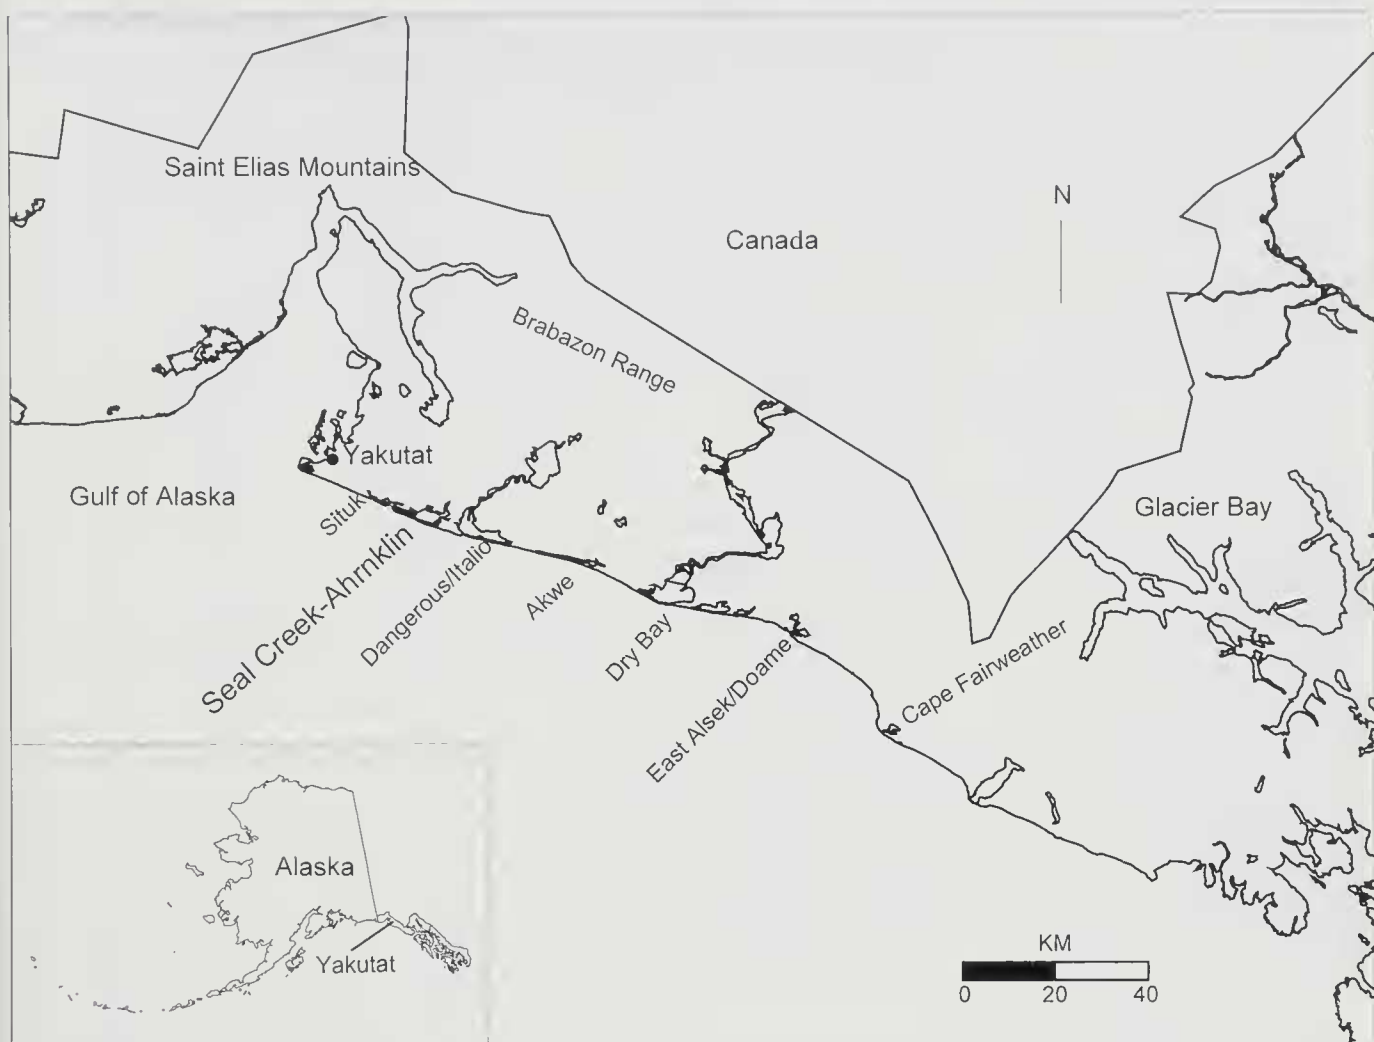 Saint Elias Mountains
N
Canada
Brabazon Range
Yakutat
Gulf of Alaska
Glacier Bay
Situk
Seal Creek-Ahrnklin
Dangerous/Italio
Akwe
Dry Bay
East Alsek/Doame
Cape Fairweather
Alaska
Yakutat
KM
0 20 40